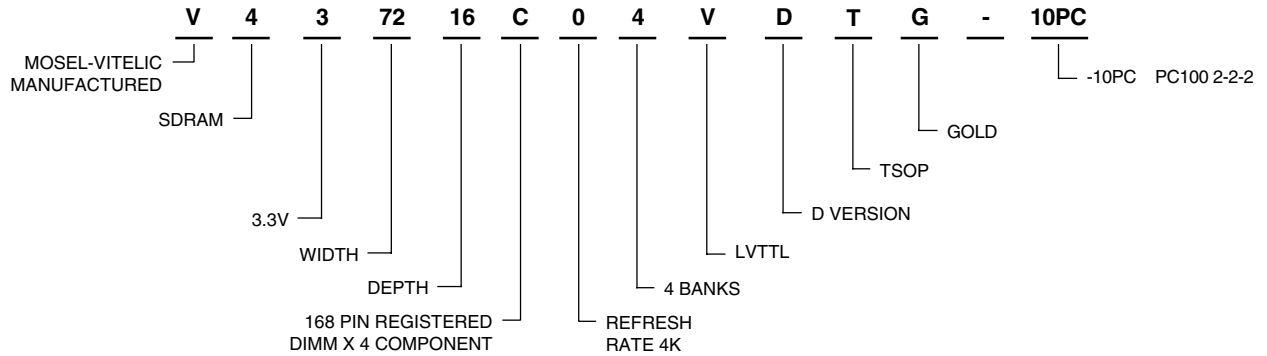 V 4 3 72 16 C 0 4 V D T G - 10PC
MOSEL-VITELIC
MANUFACTURED
-10PC PC100 2-2-2
SDRAM
GOLD
TSOP
3.3V
D VERSION
WIDTH
LVTTL
DEPTH
4 BANKS
168 PIN REGISTERED
DIMM X 4 COMPONENT
REFRESH
RATE 4K